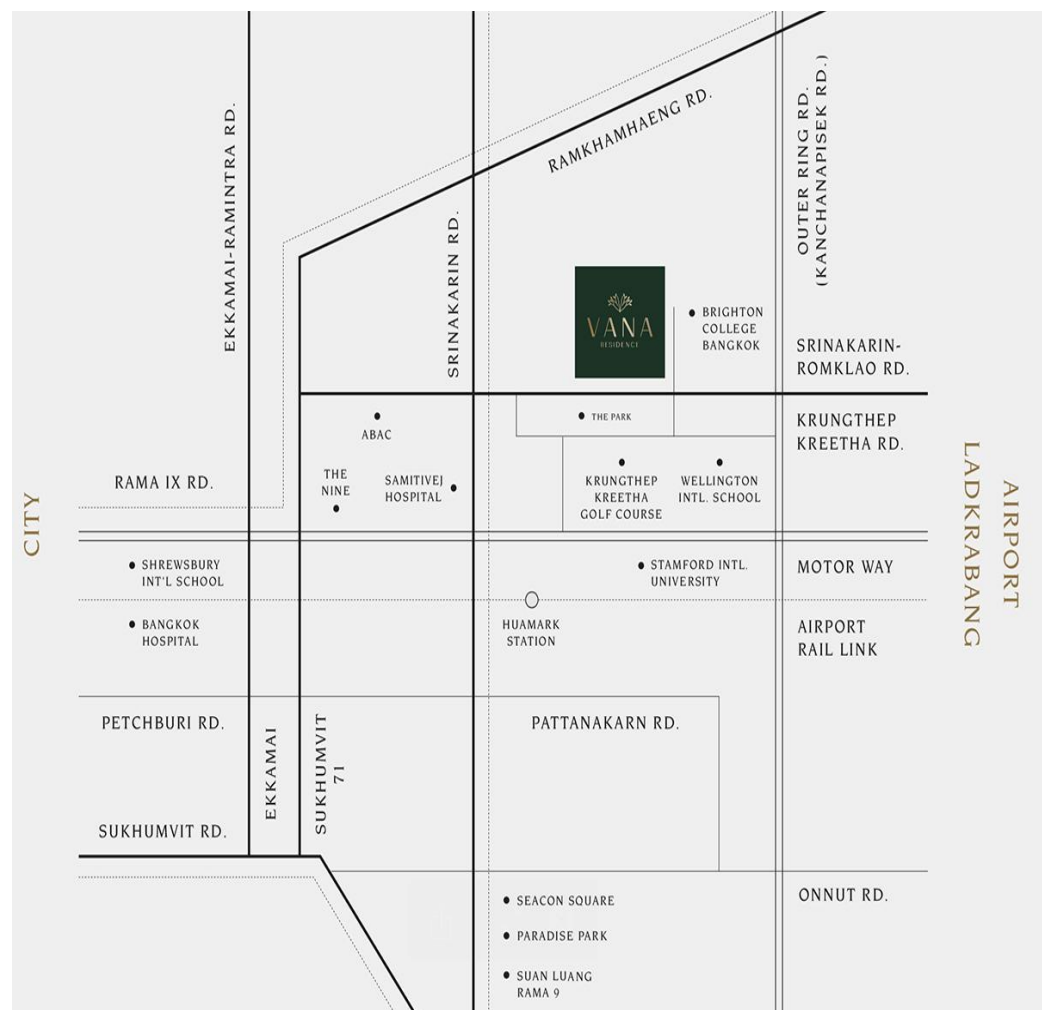 EKKAMAI-RAMINTRA RD.
SRINAKARIN RD.
RAMKHAMHAENG RD.
OUTER RING RD.
(KANCHANAPISEK RD.)
VANA
RESIDENCE
BRIGHTON
COLLEGE
BANGKOK
SRINAKARIN-
ROMKLAO RD.
ABAC
THE PARK
KRUNGTHEP
KREETHA RD.
RAMA IX RD.
THE
NINE
SAMITIVEJ
HOSPITAL
KRUNGTHEP
KREETHA
GOLF COURSE
WELLINGTON
INTL. SCHOOL
CITY
LADKRABANG
AIRPORT
SHREWSBURY
INT'L SCHOOL
STAMFORD INTL.
UNIVERSITY
MOTOR WAY
BANGKOK
HOSPITAL
HUAMARK
STATION
AIRPORT
RAIL LINK
PETCHBURI RD.
EKKAMAI
SUKHUMVIT
71
PATTANAKARN RD.
SUKHUMVIT RD.
ONNUT RD.
SEACON SQUARE
PARADISE PARK
SUAN LUANG
RAMA 9